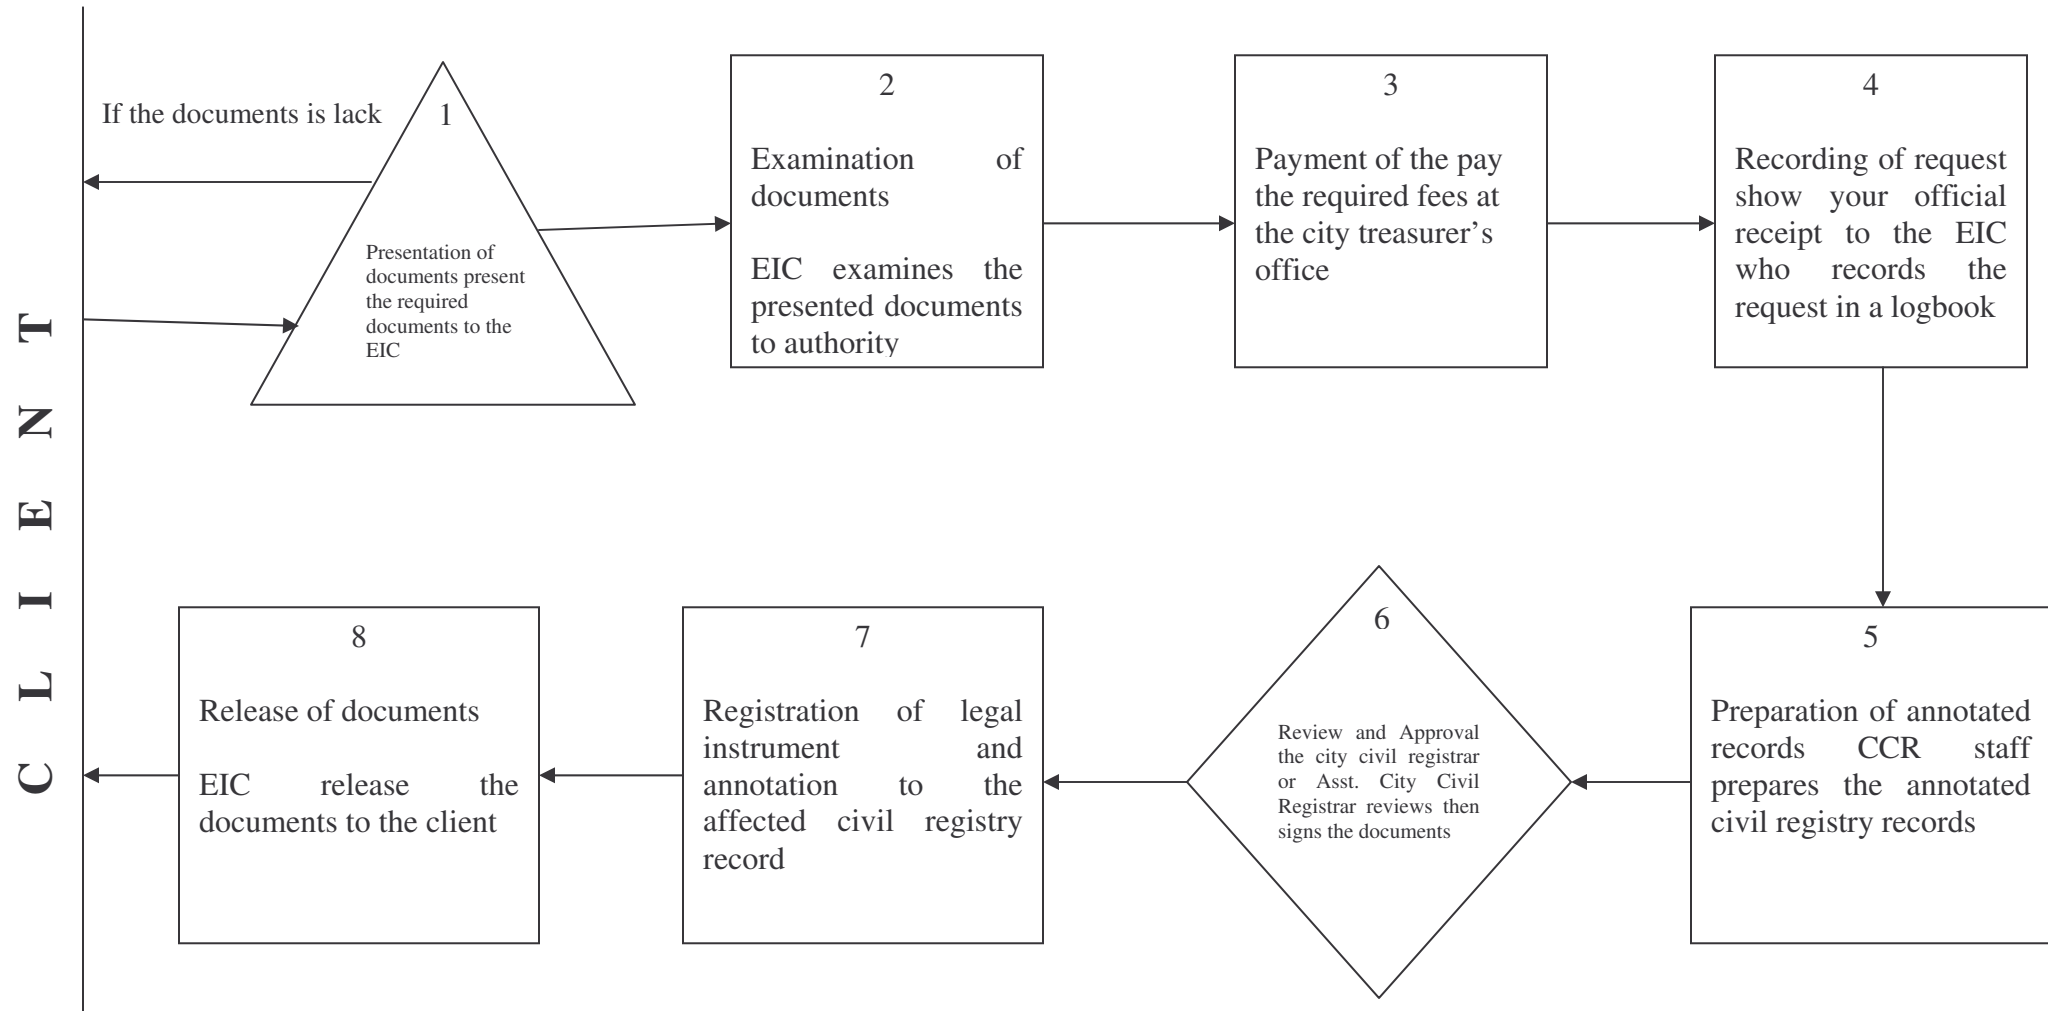 CLIENT
If the documents is lack
1
Presentation of
documents present
the required
documents to the
EIC
2
Examination of
documents
EIC examines the
presented documents
to authority
3
Payment of the pay
the required fees at
the city treasurer’s
office
4
Recording of request
show your official
receipt to the EIC
who records the
request in a logbook
5
Preparation of annotated
records CCR staff
prepares the annotated
civil registry records
6
Review and Approval
the city civil registrar
or Asst. City Civil
Registrar reviews then
signs the documents
7
Registration of legal
instrument and
annotation to the
affected civil registry
record
8
Release of documents
EIC release the
documents to the client